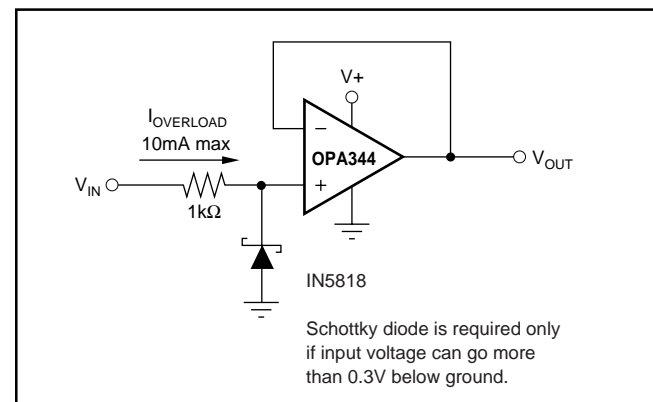 V+
I_OVERLOAD
10mA max
−
OPA344
V_OUT
V_IN
+
1kΩ
IN5818
Schottky diode is required only
if input voltage can go more
than 0.3V below ground.